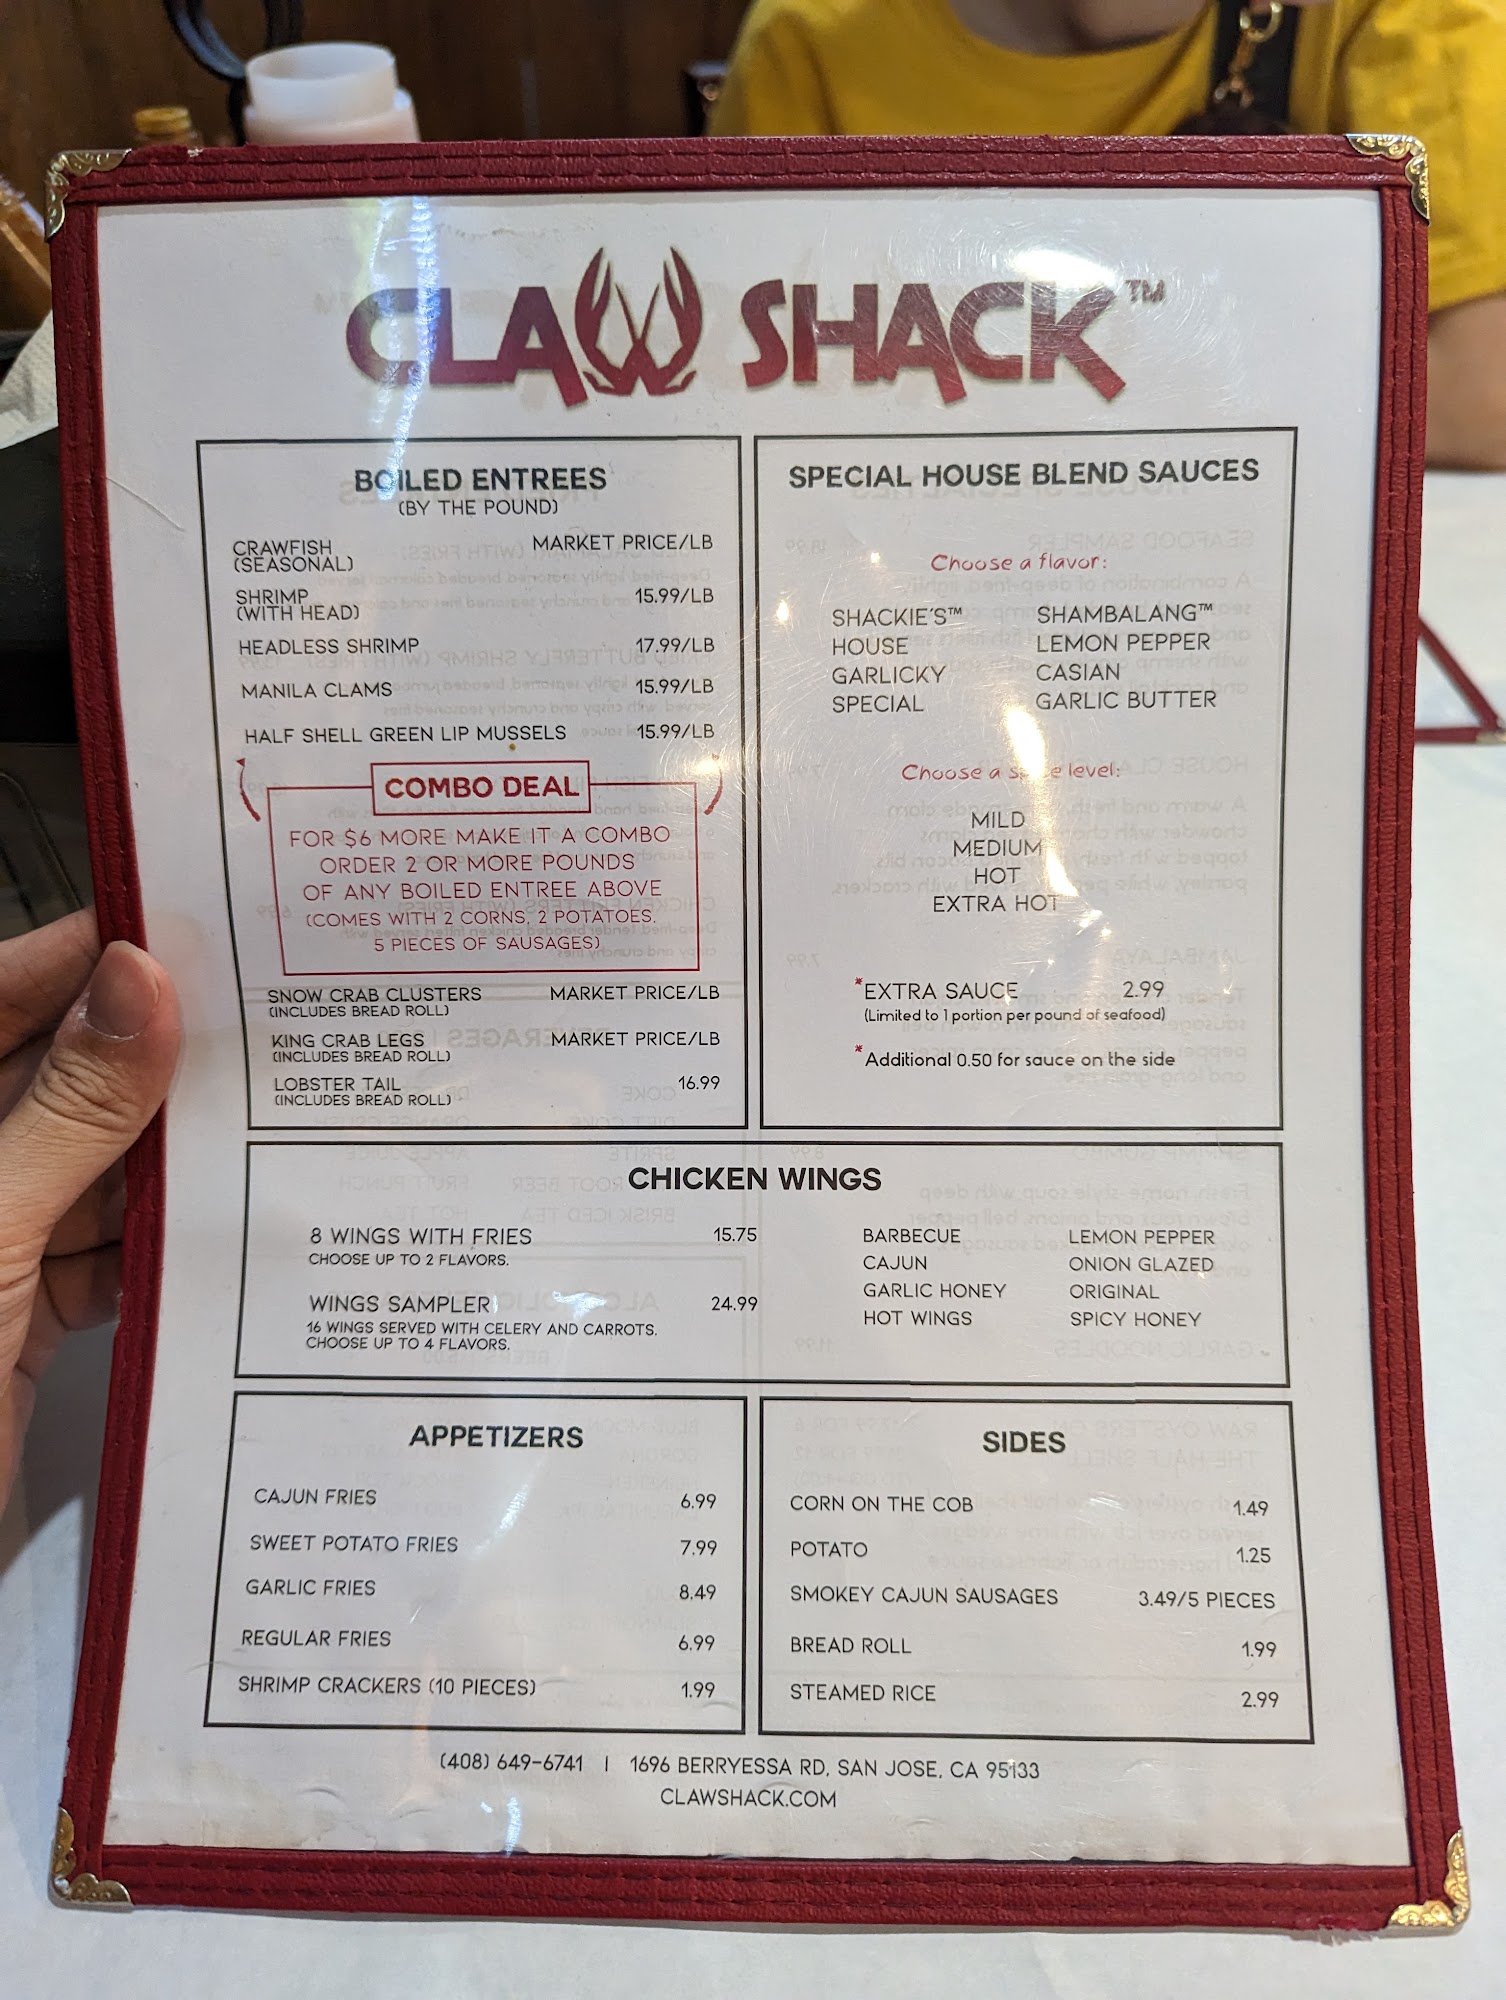 CLAW SHACK™
BOILED ENTREES
(BY THE POUND)
CRAWFISH MARKET PRICE/LB
(SEASONAL)
SHRIMP 15.99/LB
(WITH HEAD)
HEADLESS SHRIMP 17.99/LB
MANILA CLAMS 15.99/LB
HALF SHELL GREEN LIP MUSSELS 15.99/LB
COMBO DEAL
FOR $6 MORE MAKE IT A COMBO
ORDER 2 OR MORE POUNDS
OF ANY BOILED ENTREE ABOVE
(COMES WITH 2 CORNS, 2 POTATOES,
5 PIECES OF SAUSAGES)
SNOW CRAB CLUSTERS MARKET PRICE/LB
(INCLUDES BREAD ROLL)
KING CRAB LEGS MARKET PRICE/LB
(INCLUDES BREAD ROLL)
LOBSTER TAIL 16.99
(INCLUDES BREAD ROLL)
SPECIAL HOUSE BLEND SAUCES
Choose a flavor:
SHACKIE'S™ SHAMBALANG™
HOUSE LEMON PEPPER
GARLICKY CASIAN
SPECIAL GARLIC BUTTER
Choose a spice level:
MILD
MEDIUM
HOT
EXTRA HOT
*EXTRA SAUCE 2.99
(Limited to 1 portion per pound of seafood)
*Additional 0.50 for sauce on the side
CHICKEN WINGS
8 WINGS WITH FRIES 15.75
CHOOSE UP TO 2 FLAVORS.
WINGS SAMPLER 24.99
16 WINGS SERVED WITH CELERY AND CARROTS.
CHOOSE UP TO 4 FLAVORS.
BARBECUE LEMON PEPPER
CAJUN ONION GLAZED
GARLIC HONEY ORIGINAL
HOT WINGS SPICY HONEY
APPETIZERS
CAJUN FRIES 6.99
SWEET POTATO FRIES 7.99
GARLIC FRIES 8.49
REGULAR FRIES 6.99
SHRIMP CRACKERS (10 PIECES) 1.99
SIDES
CORN ON THE COB 1.49
POTATO 1.25
SMOKEY CAJUN SAUSAGES 3.49/5 PIECES
BREAD ROLL 1.99
STEAMED RICE 2.99
(408) 649-6741 | 1696 BERRYESSA RD, SAN JOSE, CA 95133
CLAWSHACK.COM